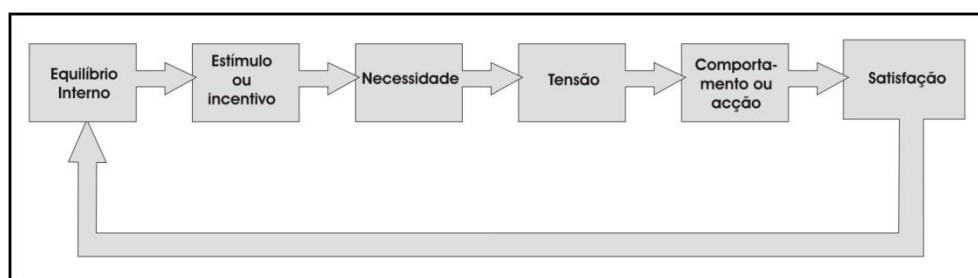 Equilíbrio
Interno
Estímulo
ou
incentivo
Necessidade
Tensão
Comporta-
mento ou
acção
Satisfação